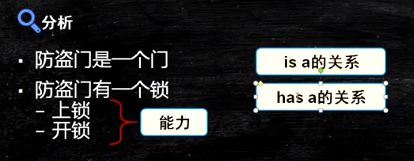 分析
▪ 防盗门是一个门
is a的关系
▪ 防盗门有一个锁
has a的关系
– 上锁
– 开锁
能力